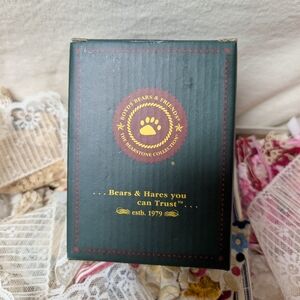 BOYDS BEARS & FRIENDS®
THE BEARSTONE COLLECTION®
. . . Bears & Hares you
can Trust™ . . .
estb. 1979